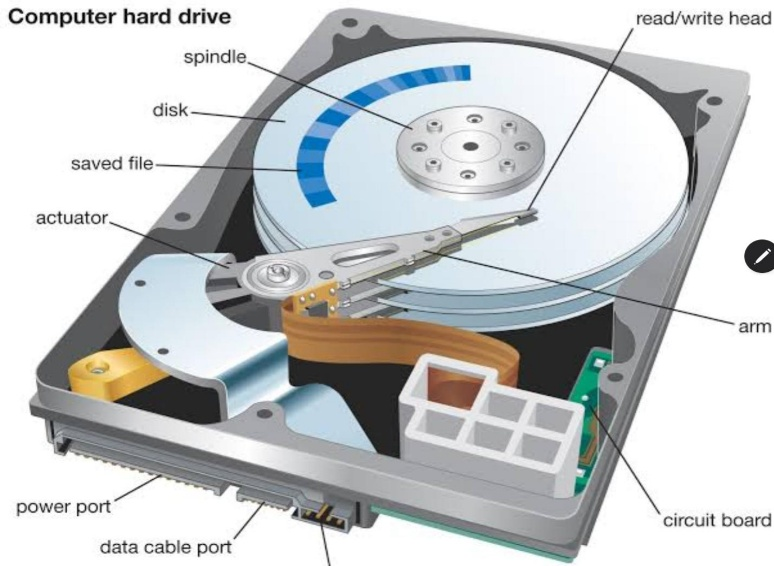 Computer hard drive
read/write head
spindle
disk
saved file
actuator
arm
power port
data cable port
circuit board